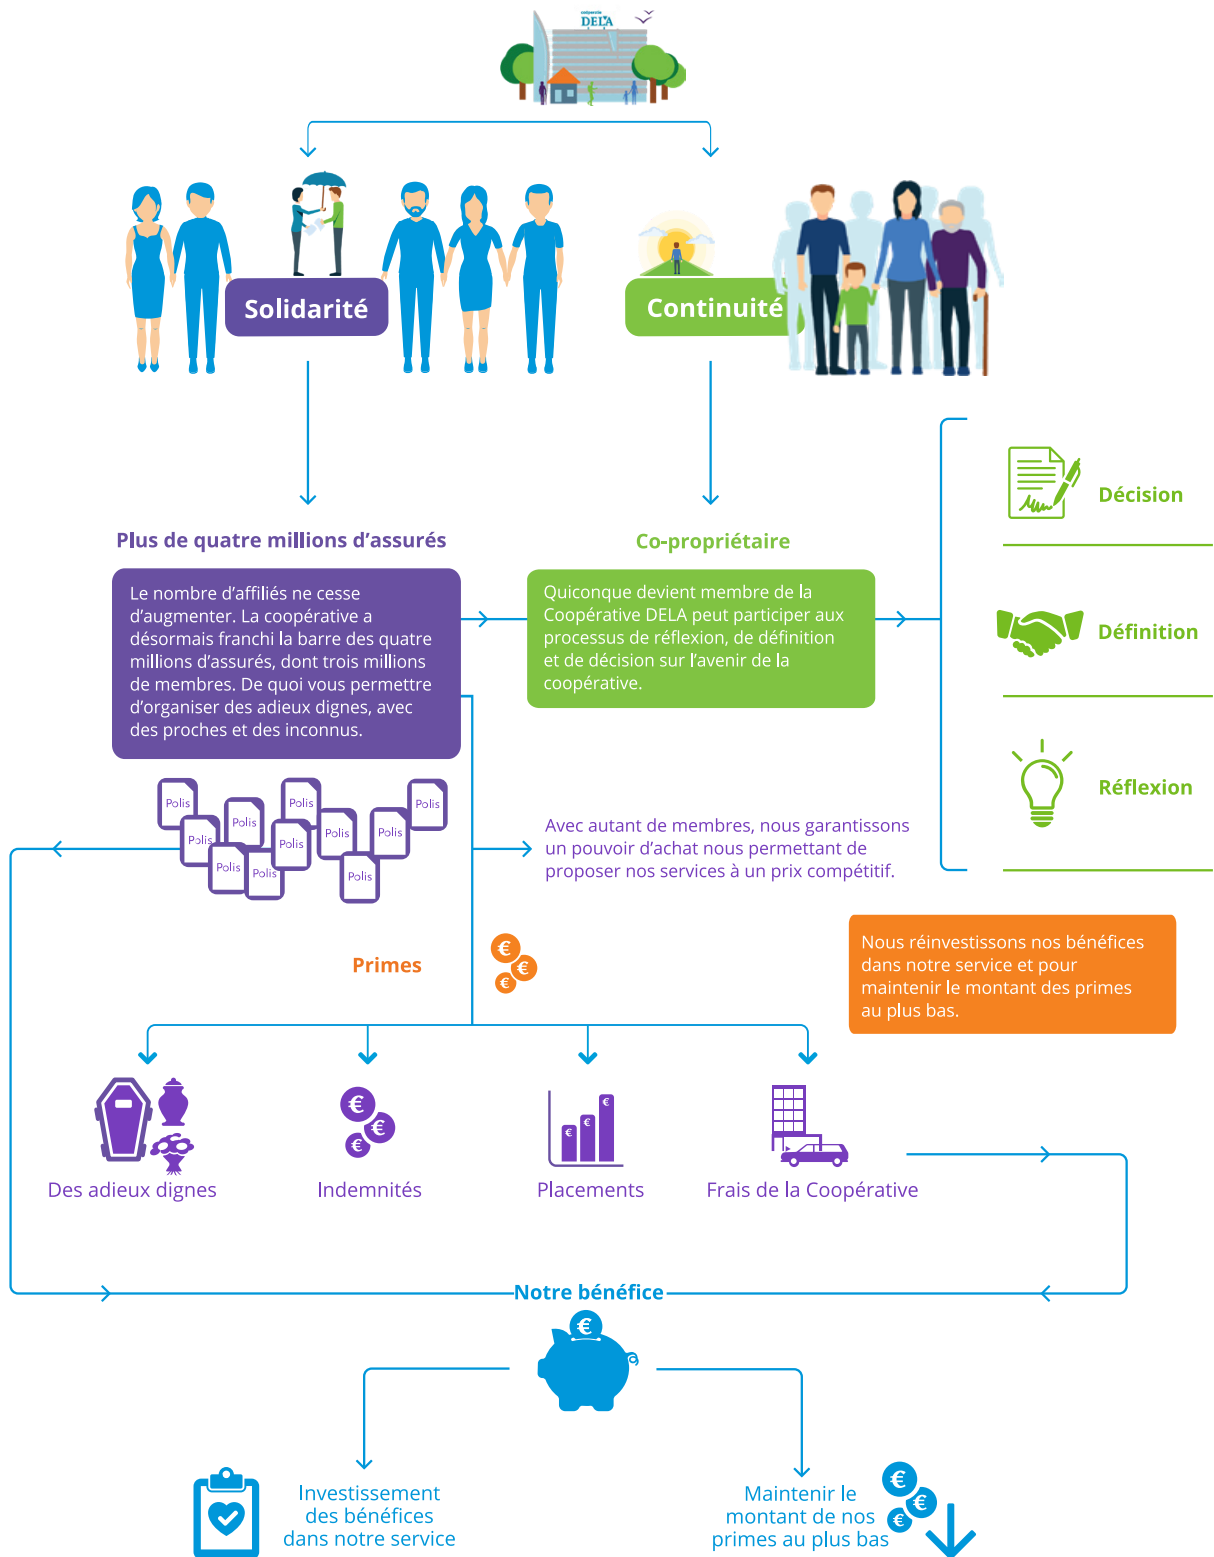 coöperatie
DELA
Solidarité
Continuité
Plus de quatre millions d'assurés
Le nombre d'affiliés ne cesse
d'augmenter. La coopérative a
désormais franchi la barre des quatre
millions d'assurés, dont trois millions
de membres. De quoi vous permettre
d'organiser des adieux dignes, avec
des proches et des inconnus.
Co-propriétaire
Quiconque devient membre de la
Coopérative DELA peut participer aux
processus de réflexion, de définition
et de décision sur l'avenir de la
coopérative.
Décision
Définition
Réflexion
Polis
Polis
Polis
Polis
Polis
Polis
Polis
Polis
Polis
Polis
Polis
Avec autant de membres, nous garantissons
un pouvoir d'achat nous permettant de
proposer nos services à un prix compétitif.
Primes
€
€
€
Nous réinvestissons nos bénéfices
dans notre service et pour
maintenir le montant des primes
au plus bas.
€
€
€
€
€
€
Des adieux dignes
Indemnités
Placements
Frais de la Coopérative
Notre bénéfice
€
Investissement
des bénéfices
dans notre service
Maintenir le
montant de nos
primes au plus bas
€
€
€